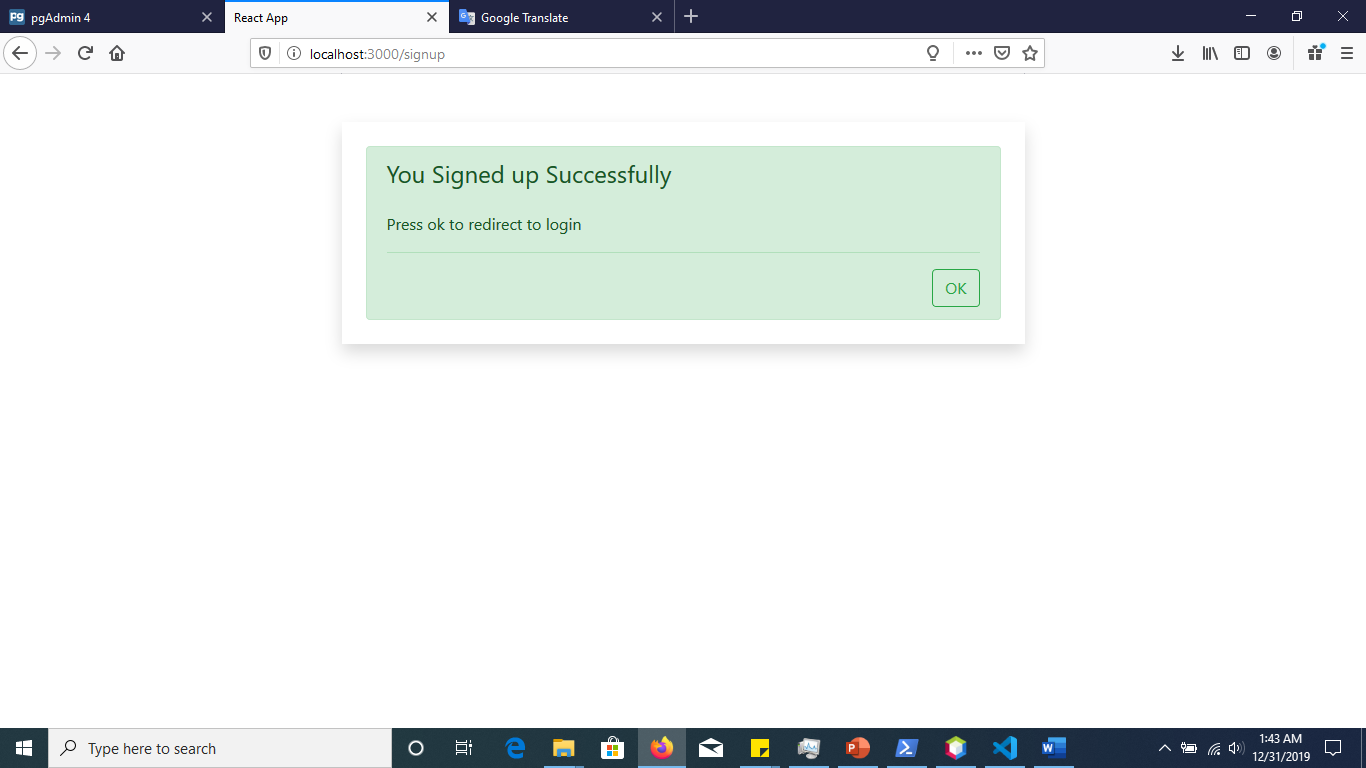 pgAdmin 4
React App
Google Translate
localhost:3000/signup
You Signed up Successfully
Press ok to redirect to login
OK
Type here to search
1:43 AM
12/31/2019